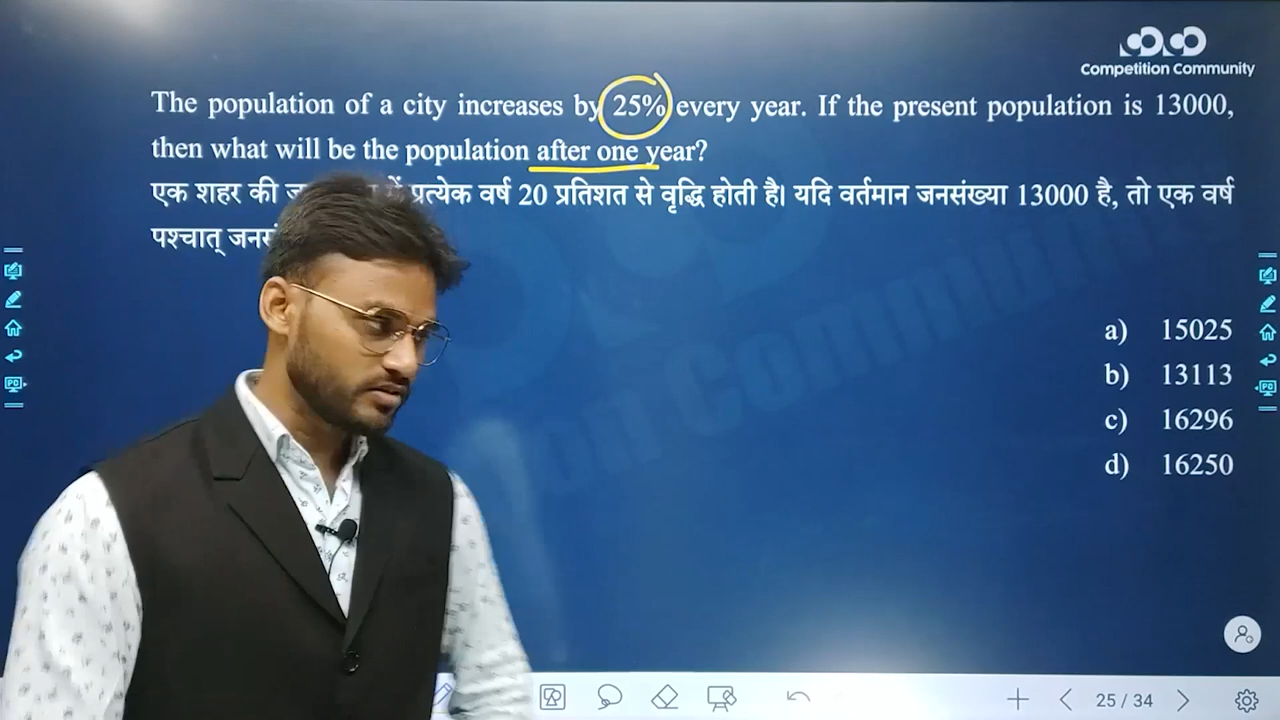 Competition Community
The population of a city increases by 25% every year. If the present population is 13000,
then what will be the population after one year?
एक शहर की में प्रत्येक वर्ष 20 प्रतिशत से वृद्धि होती है। यदि वर्तमान जनसंख्या 13000 है, तो एक वर्ष
पश्चात्
a) 15025
b) 13113
c) 16296
d) 16250
25 / 34